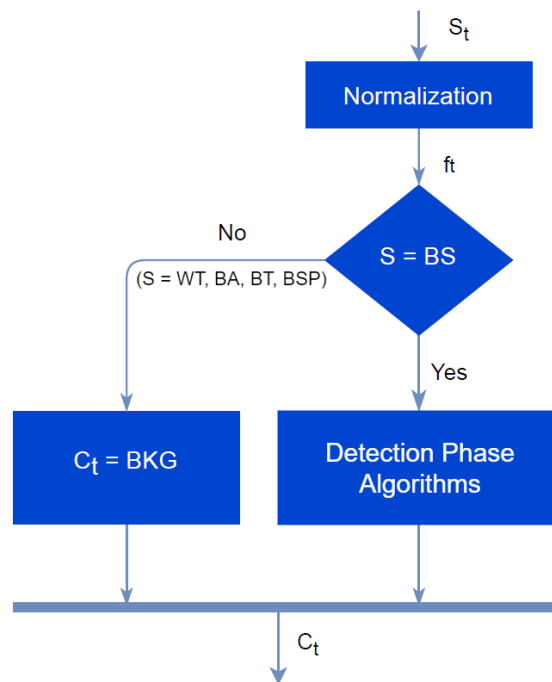 St
Normalization
ft
S = BS
No
(S = WT, BA, BT, BSP)
Yes
Ct = BKG
Detection Phase
Algorithms
Ct